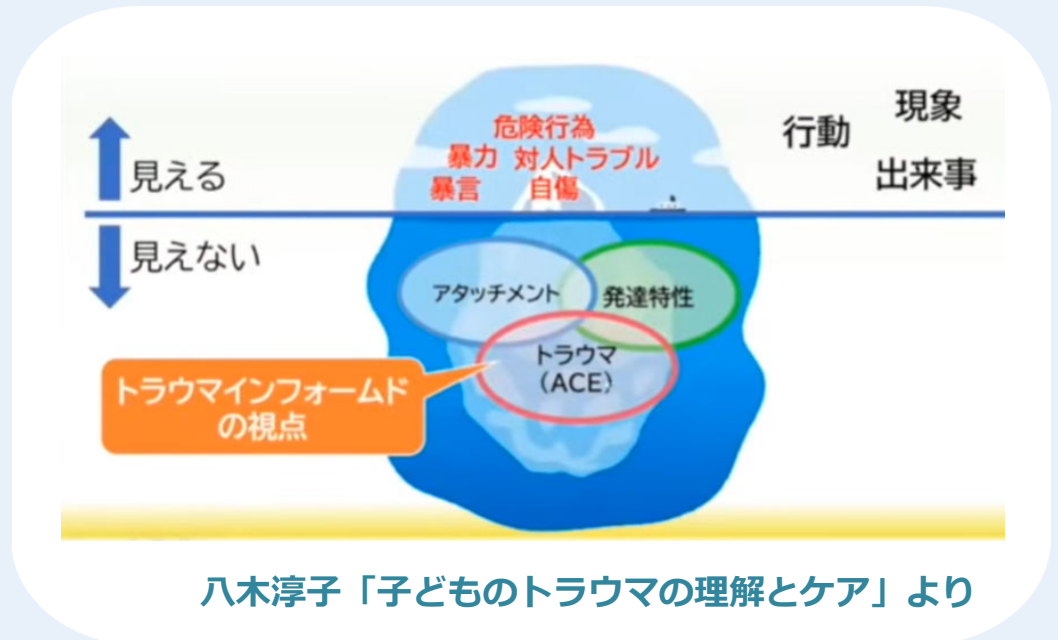 危険行為
暴力 対人トラブル
暴言 自傷
行動
現象
出来事
見える
見えない
アタッチメント
発達特性
トラウマ
(ACE)
トラウマインフォームド
の視点
八木淳子「子どものトラウマの理解とケア」より